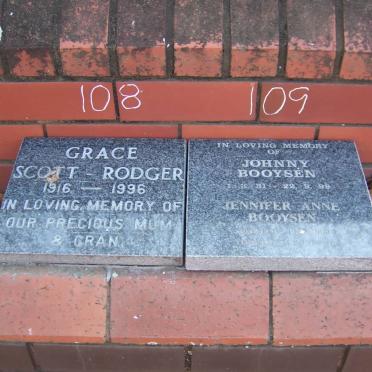 108
109
GRACE
SCOTT - RODGER
1916 — 1996
IN LOVING MEMORY OF
OUR PRECIOUS MUM
& GRAN
IN LOVING MEMORY
OF
JOHNNY
BOOYSEN
JENNIFER ANNE
BOOYSEN